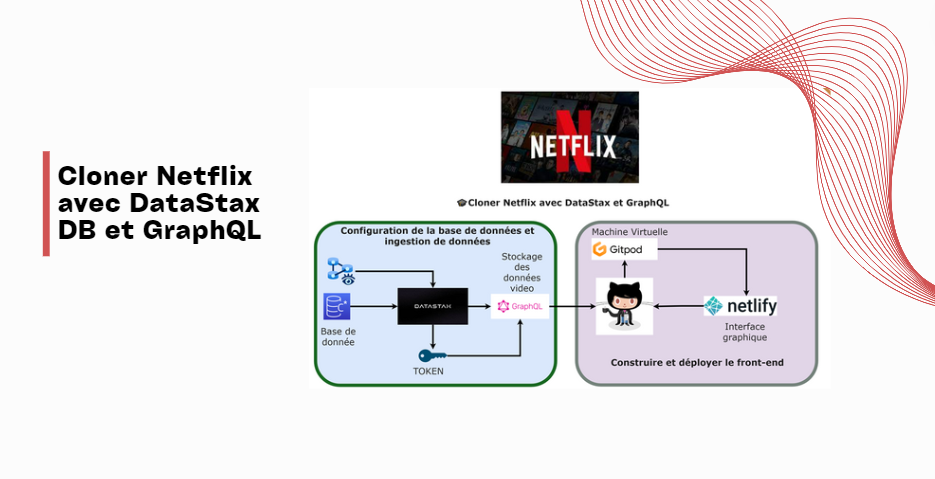 Cloner Netflix
avec DataStax
DB et GraphQL
NETFLIX
🎓Cloner Netflix avec DataStax et GraphQL
Configuration de la base de données et
ingestion de données
Stockage
des
données
video
Base de
donnée
DATASTAX
GraphQL
TOKEN
Machine Virtuelle
Gitpod
netlify
Interface
graphique
Construire et déployer le front-end